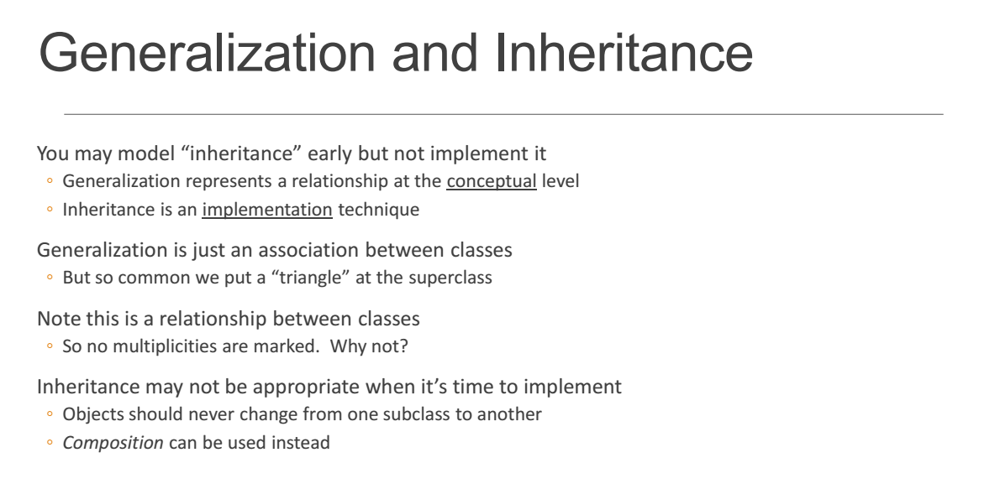 Generalization and Inheritance
You may model “inheritance” early but not implement it
◦ Generalization represents a relationship at the conceptual level
◦ Inheritance is an implementation technique
Generalization is just an association between classes
◦ But so common we put a “triangle” at the superclass
Note this is a relationship between classes
◦ So no multiplicities are marked.  Why not?
Inheritance may not be appropriate when it’s time to implement
◦ Objects should never change from one subclass to another
◦ Composition can be used instead